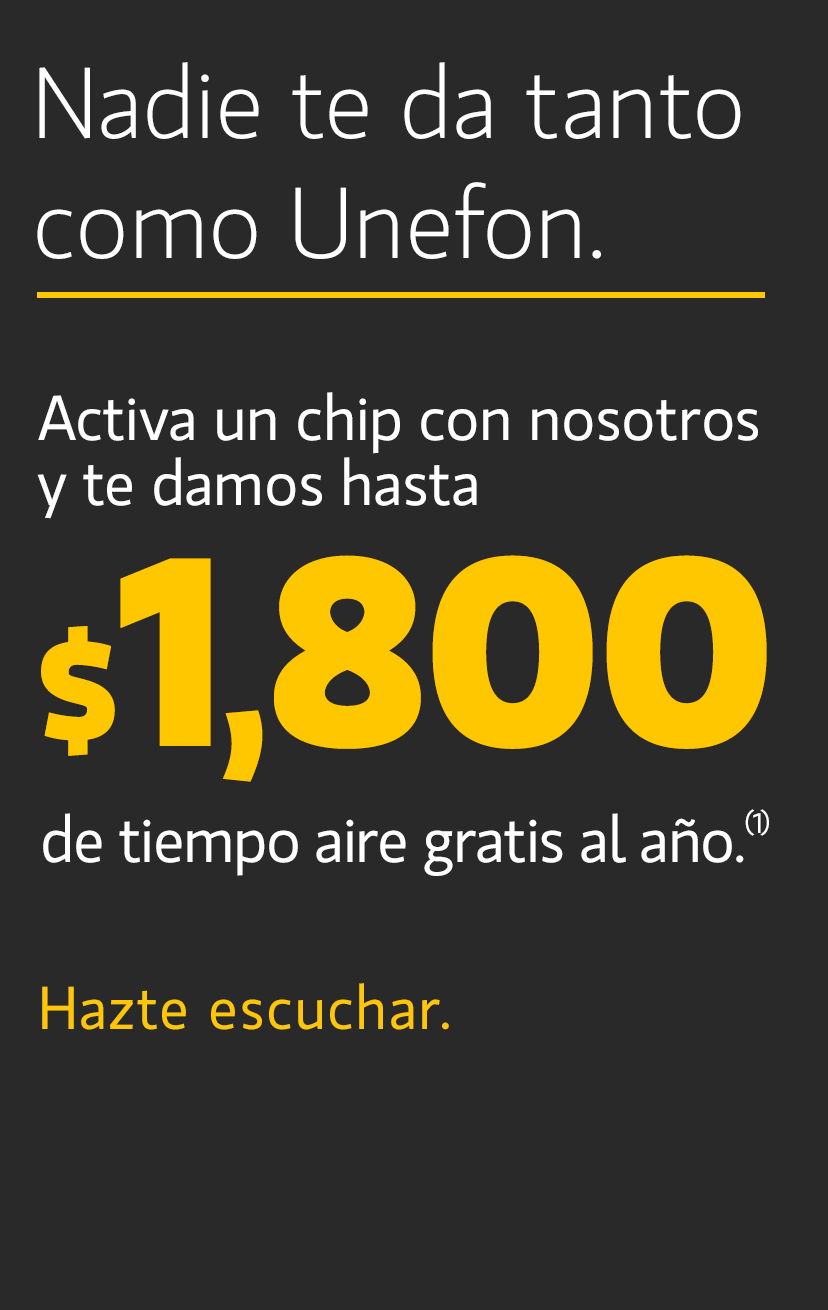 Nadie te da tanto
como Unefon.
Activa un chip con nosotros
y te damos hasta
$1,800
de tiempo aire gratis al año.(1)
Hazte escuchar.